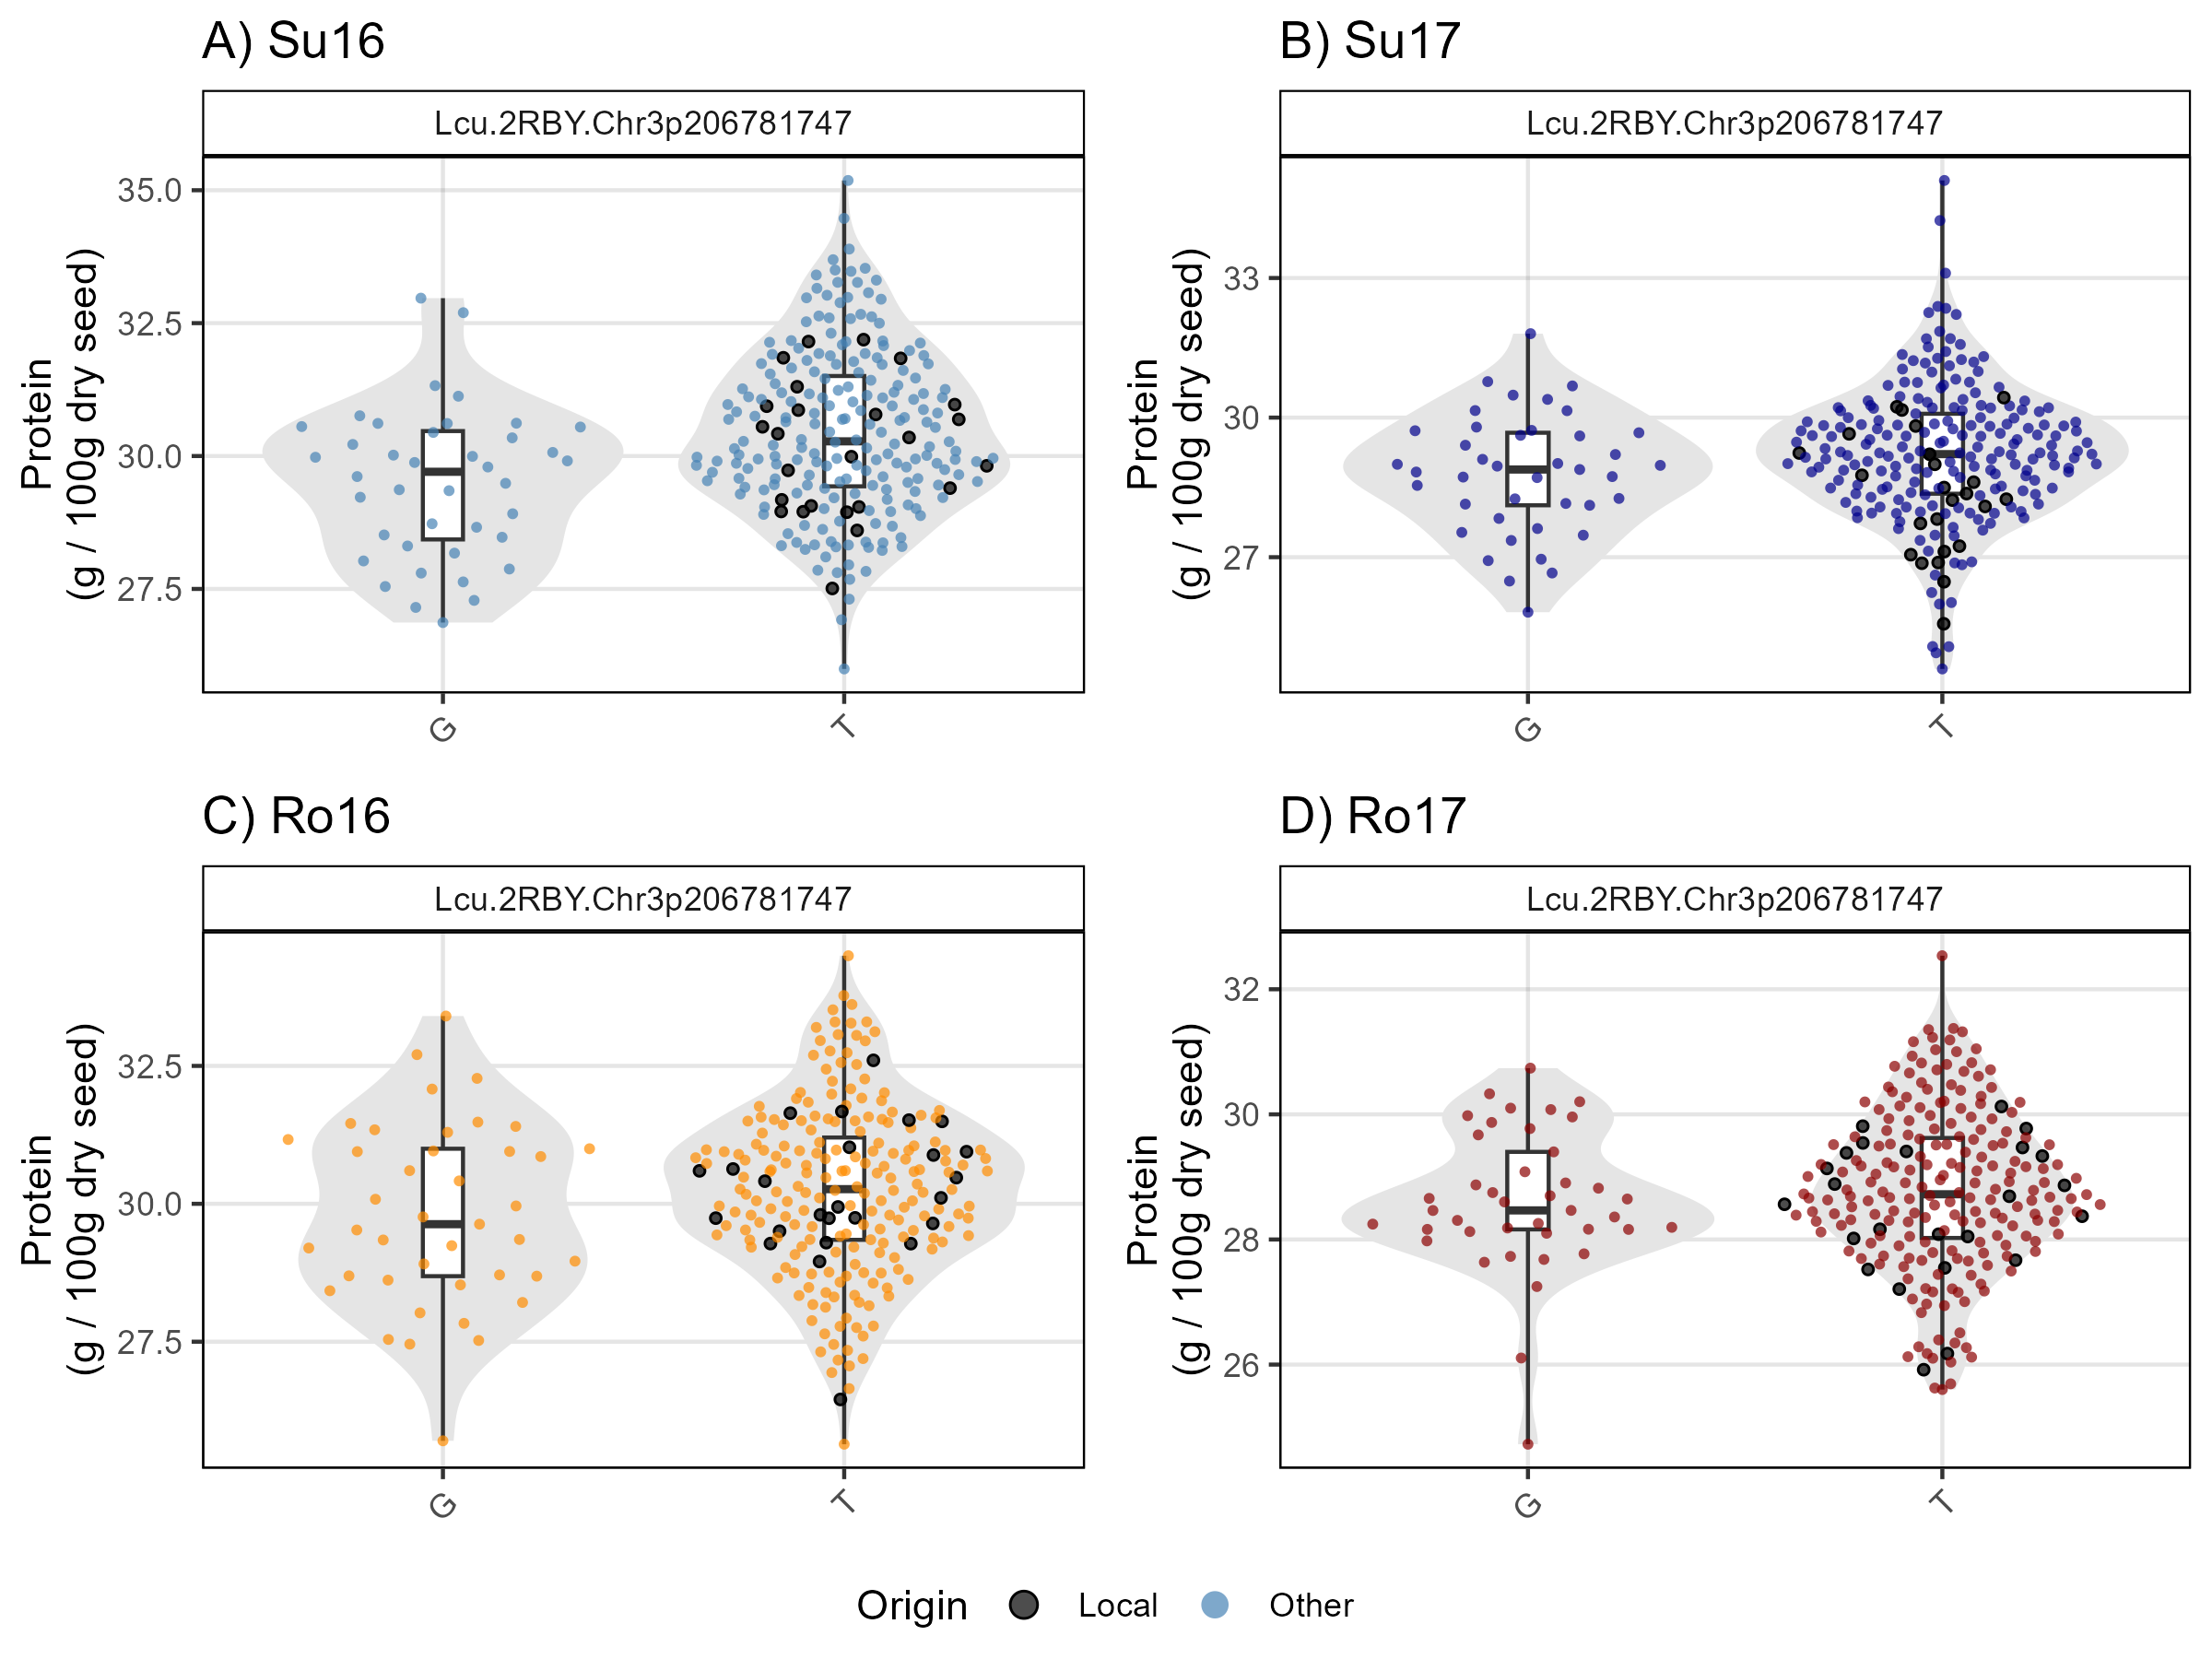 A) Su16
Lcu.2RBY.Chr3p206781747
Protein
(g / 100g dry seed)
35.0
32.5
30.0
27.5
G
T
B) Su17
Lcu.2RBY.Chr3p206781747
Protein
(g / 100g dry seed)
33
30
27
G
T
C) Ro16
Lcu.2RBY.Chr3p206781747
Protein
(g / 100g dry seed)
32.5
30.0
27.5
G
T
D) Ro17
Lcu.2RBY.Chr3p206781747
Protein
(g / 100g dry seed)
32
30
28
26
G
T
Origin Local Other